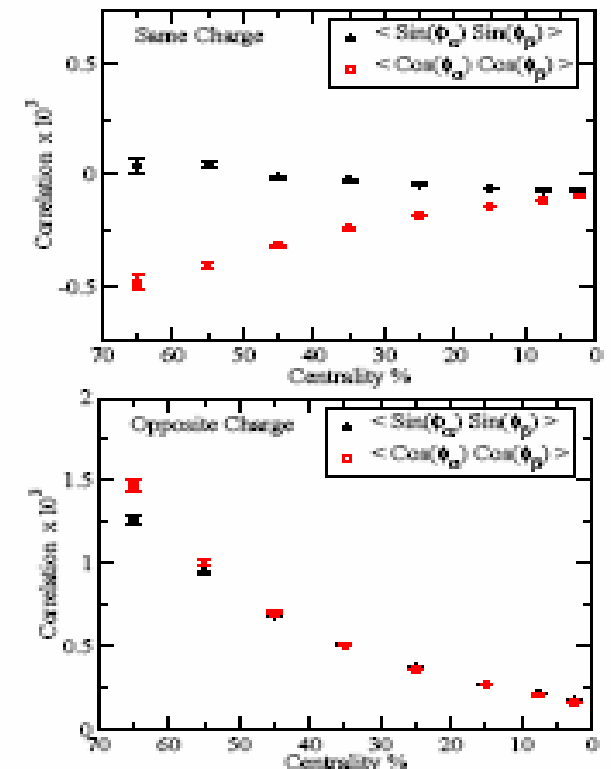 Same Charge
< Sin(ϕα) Sin(ϕβ) >
< Cos(ϕα) Cos(ϕβ) >
0.5
0
-0.5
Correlation x 10³
70 60 50 40 30 20 10 0
Centrality %
Opposite Charge
< Sin(ϕα) Sin(ϕβ) >
< Cos(ϕα) Cos(ϕβ) >
2
1.5
1
0.5
0
Correlation x 10³
70 60 50 40 30 20 10 0
Centrality %